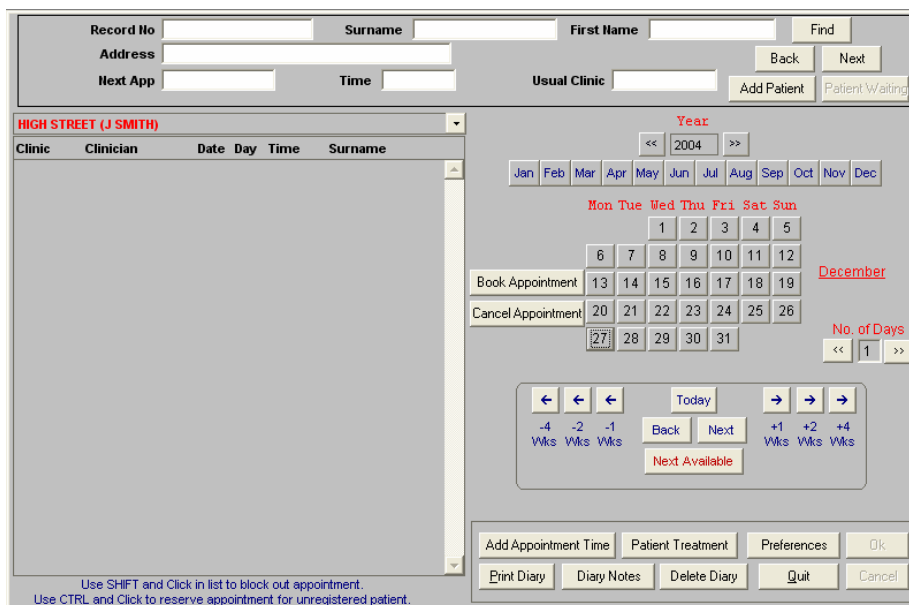 Record No Surname First Name Find
Address
Back Next
Next App Time Usual Clinic
Add Patient Patient Waiting
HIGH STREET (J SMITH)
Clinic Clinician Date Day Time Surname
Year
<< 2004 >>
Jan Feb Mar Apr May Jun Jul Aug Sep Oct Nov Dec
Mon Tue Wed Thu Fri Sat Sun
1 2 3 4 5
6 7 8 9 10 11 12
Book Appointment 13 14 15 16 17 18 19
December
Cancel Appointment 20 21 22 23 24 25 26
27 28 29 30 31
No. of Days
<< 1 >>
← ← ← Today → → →
-4 -2 -1 Back Next +1 +2 +4
Wks Wks Wks Wks Wks Wks
Next Available
Add Appointment Time Patient Treatment Preferences Ok
Print Diary Diary Notes Delete Diary Quit Cancel
Use SHIFT and Click in list to block out appointment.
Use CTRL and Click to reserve appointment for unregistered patient.